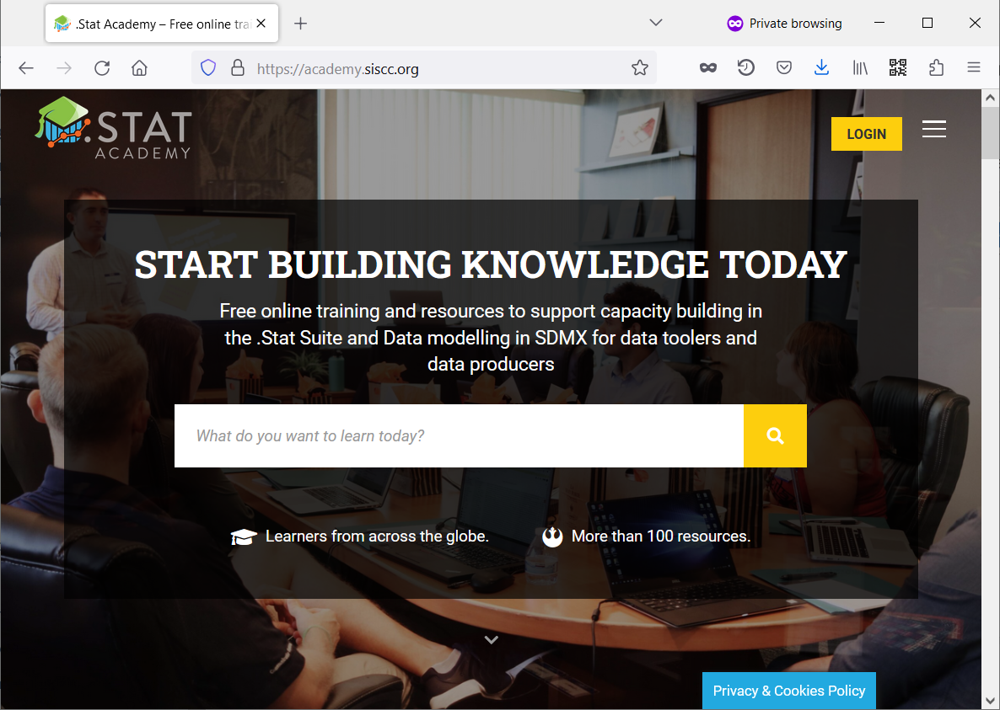 .Stat Academy – Free online trai
Private browsing
https://academy.siscc.org
.STAT
ACADEMY
LOGIN
START BUILDING KNOWLEDGE TODAY
Free online training and resources to support capacity building in
the .Stat Suite and Data modelling in SDMX for data toolers and
data producers
What do you want to learn today?
Learners from across the globe.
More than 100 resources.
Privacy & Cookies Policy